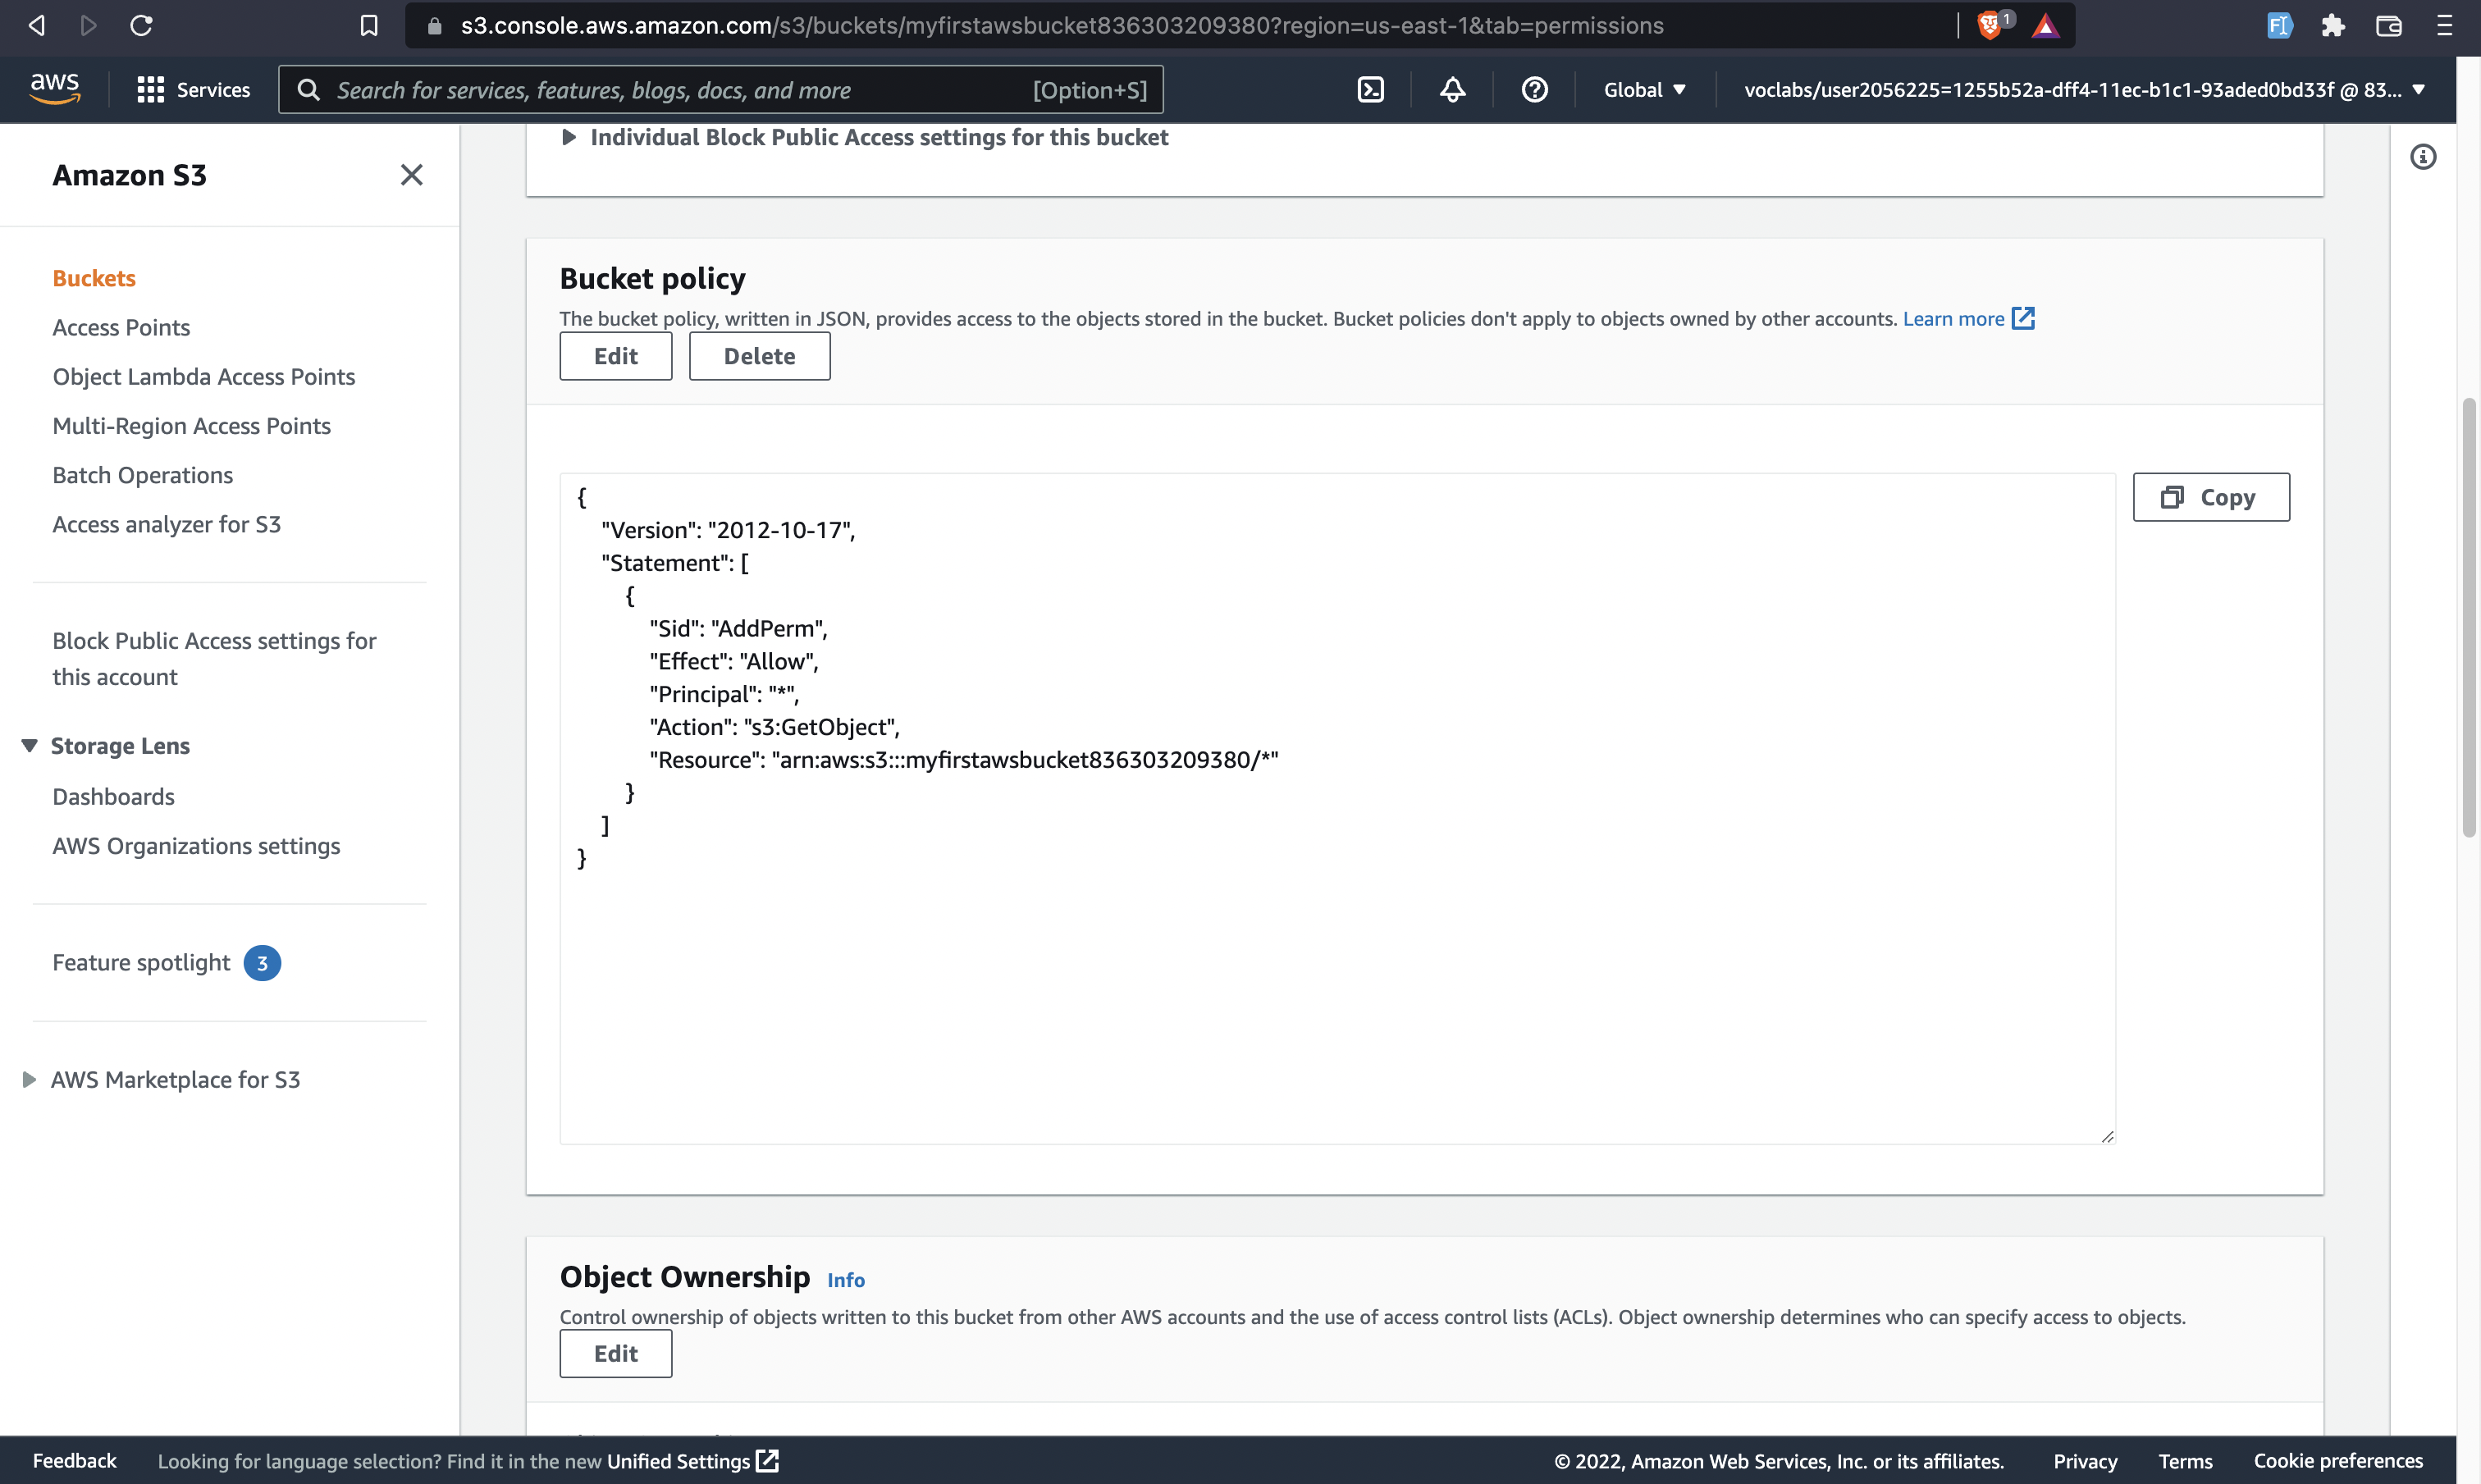 s3.console.aws.amazon.com/s3/buckets/myfirstawsbucket836303209380?region=us-east-1&tab=permissions
1
aws
Services
Search for services, features, blogs, docs, and more
[Option+S]
Global
voclabs/user2056225=1255b52a-dff4-11ec-b1c1-93aded0bd33f @ 83...
Amazon S3
Buckets
Access Points
Object Lambda Access Points
Multi-Region Access Points
Batch Operations
Access analyzer for S3
Block Public Access settings for
this account
Storage Lens
Dashboards
AWS Organizations settings
Feature spotlight 3
AWS Marketplace for S3
Individual Block Public Access settings for this bucket
Bucket policy
The bucket policy, written in JSON, provides access to the objects stored in the bucket. Bucket policies don't apply to objects owned by other accounts. Learn more
Edit
Delete
Copy
{
"Version": "2012-10-17",
"Statement": [
{
"Sid": "AddPerm",
"Effect": "Allow",
"Principal": "*",
"Action": "s3:GetObject",
"Resource": "arn:aws:s3:::myfirstawsbucket836303209380/*"
}
]
}
Object Ownership Info
Control ownership of objects written to this bucket from other AWS accounts and the use of access control lists (ACLs). Object ownership determines who can specify access to objects.
Edit
Feedback
Looking for language selection? Find it in the new Unified Settings
© 2022, Amazon Web Services, Inc. or its affiliates.
Privacy
Terms
Cookie preferences